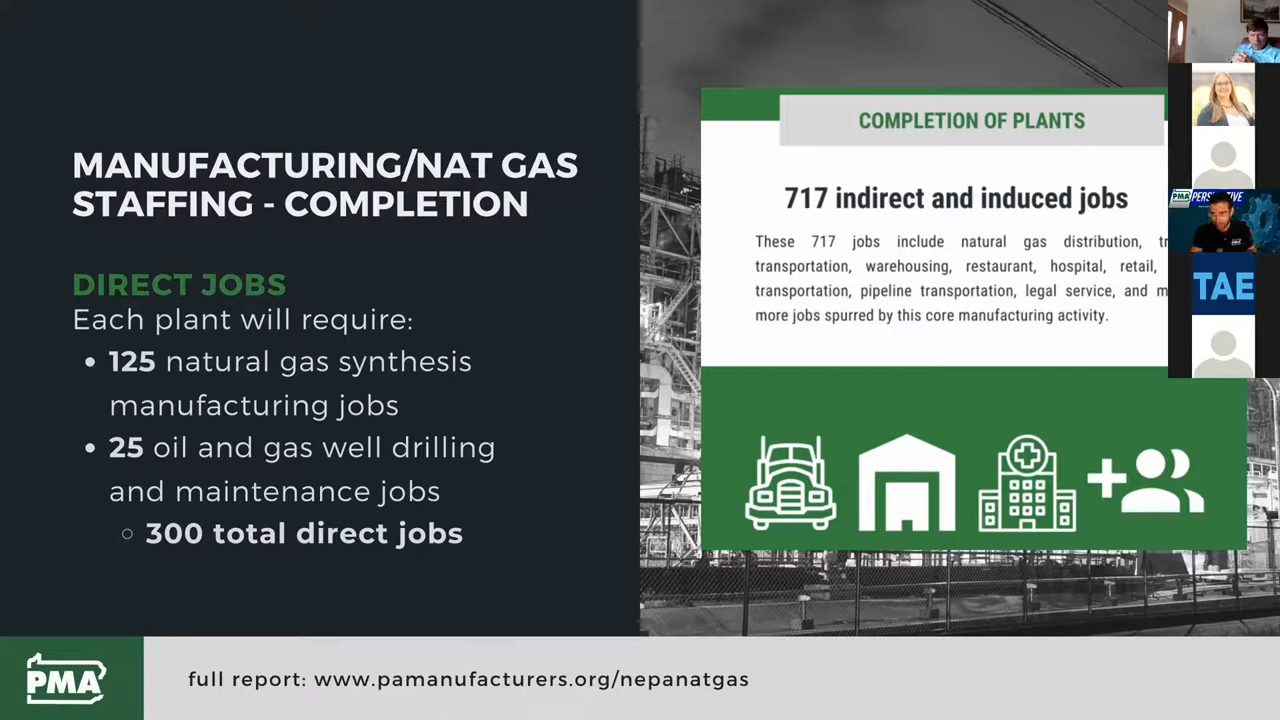 MANUFACTURING/NAT GAS
STAFFING - COMPLETION
DIRECT JOBS
Each plant will require:
• 125 natural gas synthesis
manufacturing jobs
• 25 oil and gas well drilling
and maintenance jobs
○ 300 total direct jobs
COMPLETION OF PLANTS
717 indirect and induced jobs
These 717 jobs include natural gas distribution,
transportation, warehousing, restaurant, hospital, retail,
transportation, pipeline transportation, legal service, and
more jobs spurred by this core manufacturing activity.
PMA PERSPECTIVE
TAE
PMA
full report: www.pamanufacturers.org/nepanatgas